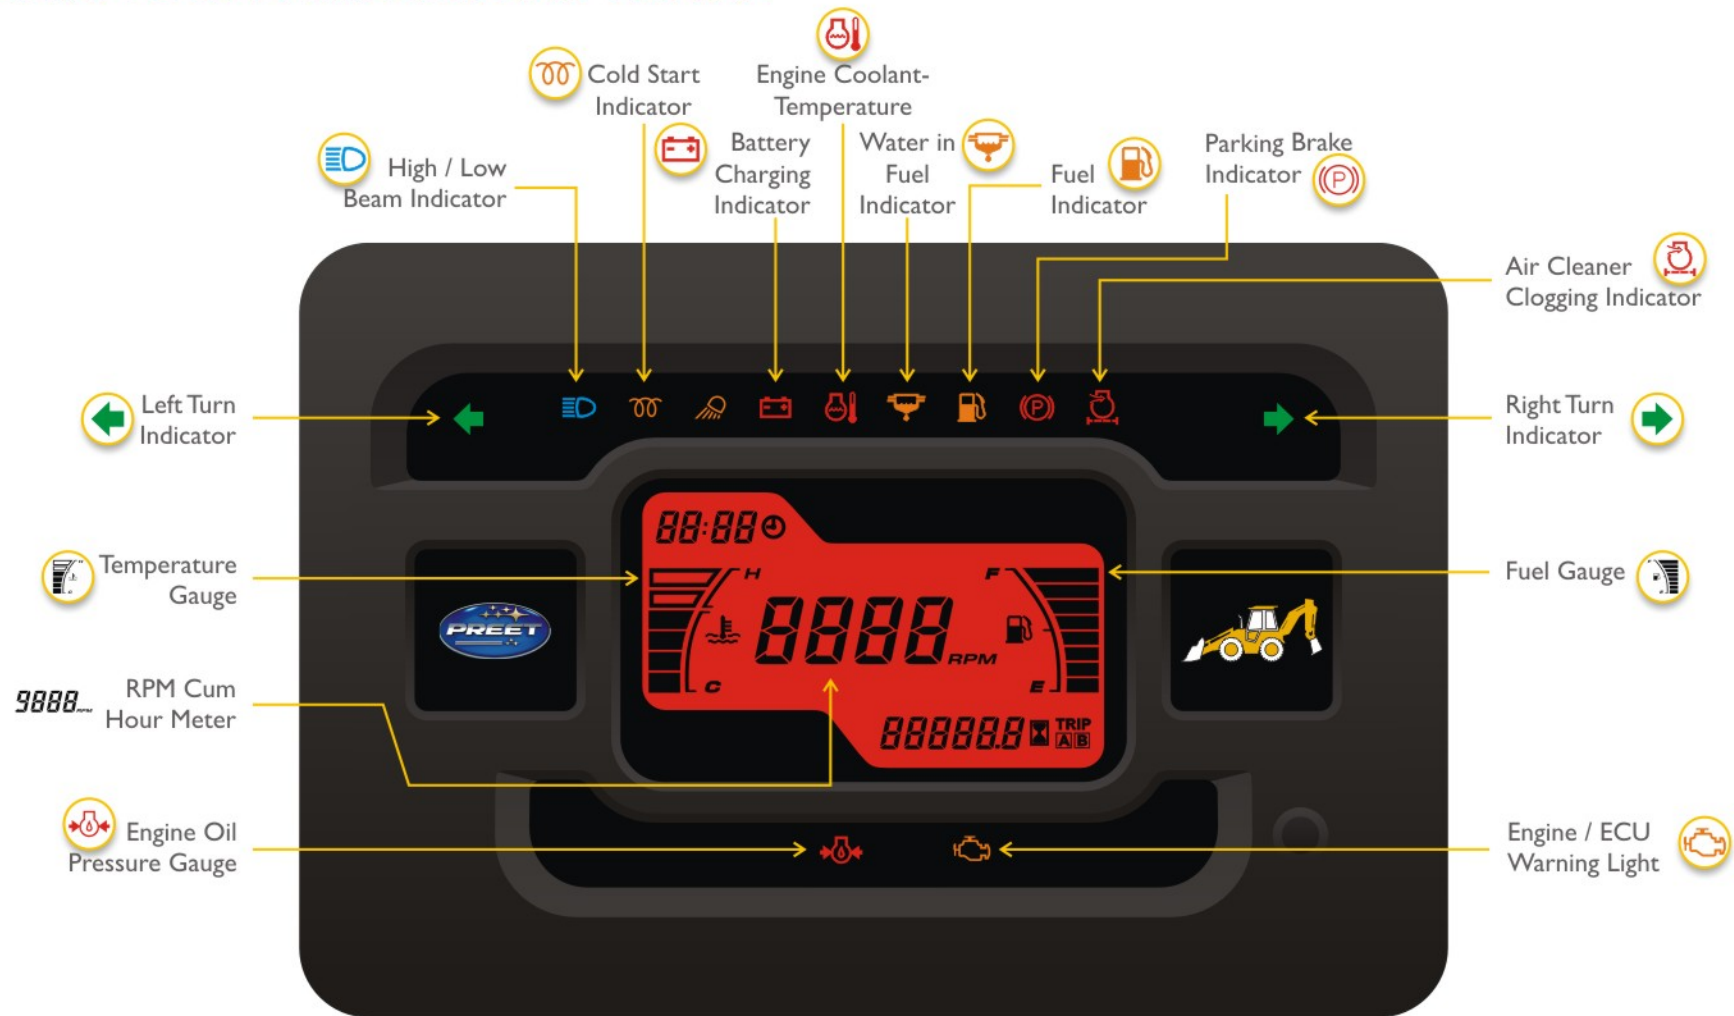 Cold Start
Indicator
Engine Coolant-
Temperature
High / Low
Beam Indicator
Battery
Charging
Indicator
Water in
Fuel
Indicator
Fuel
Indicator
Parking Brake
Indicator
P
Air Cleaner
Clogging Indicator
Left Turn
Indicator
P
Right Turn
Indicator
88:88
Temperature
Gauge
H
F
Fuel Gauge
PREET
8888
RPM
C
E
9888
RPM Cum
Hour Meter
88888.8
TRIP
A B
Engine Oil
Pressure Gauge
Engine / ECU
Warning Light